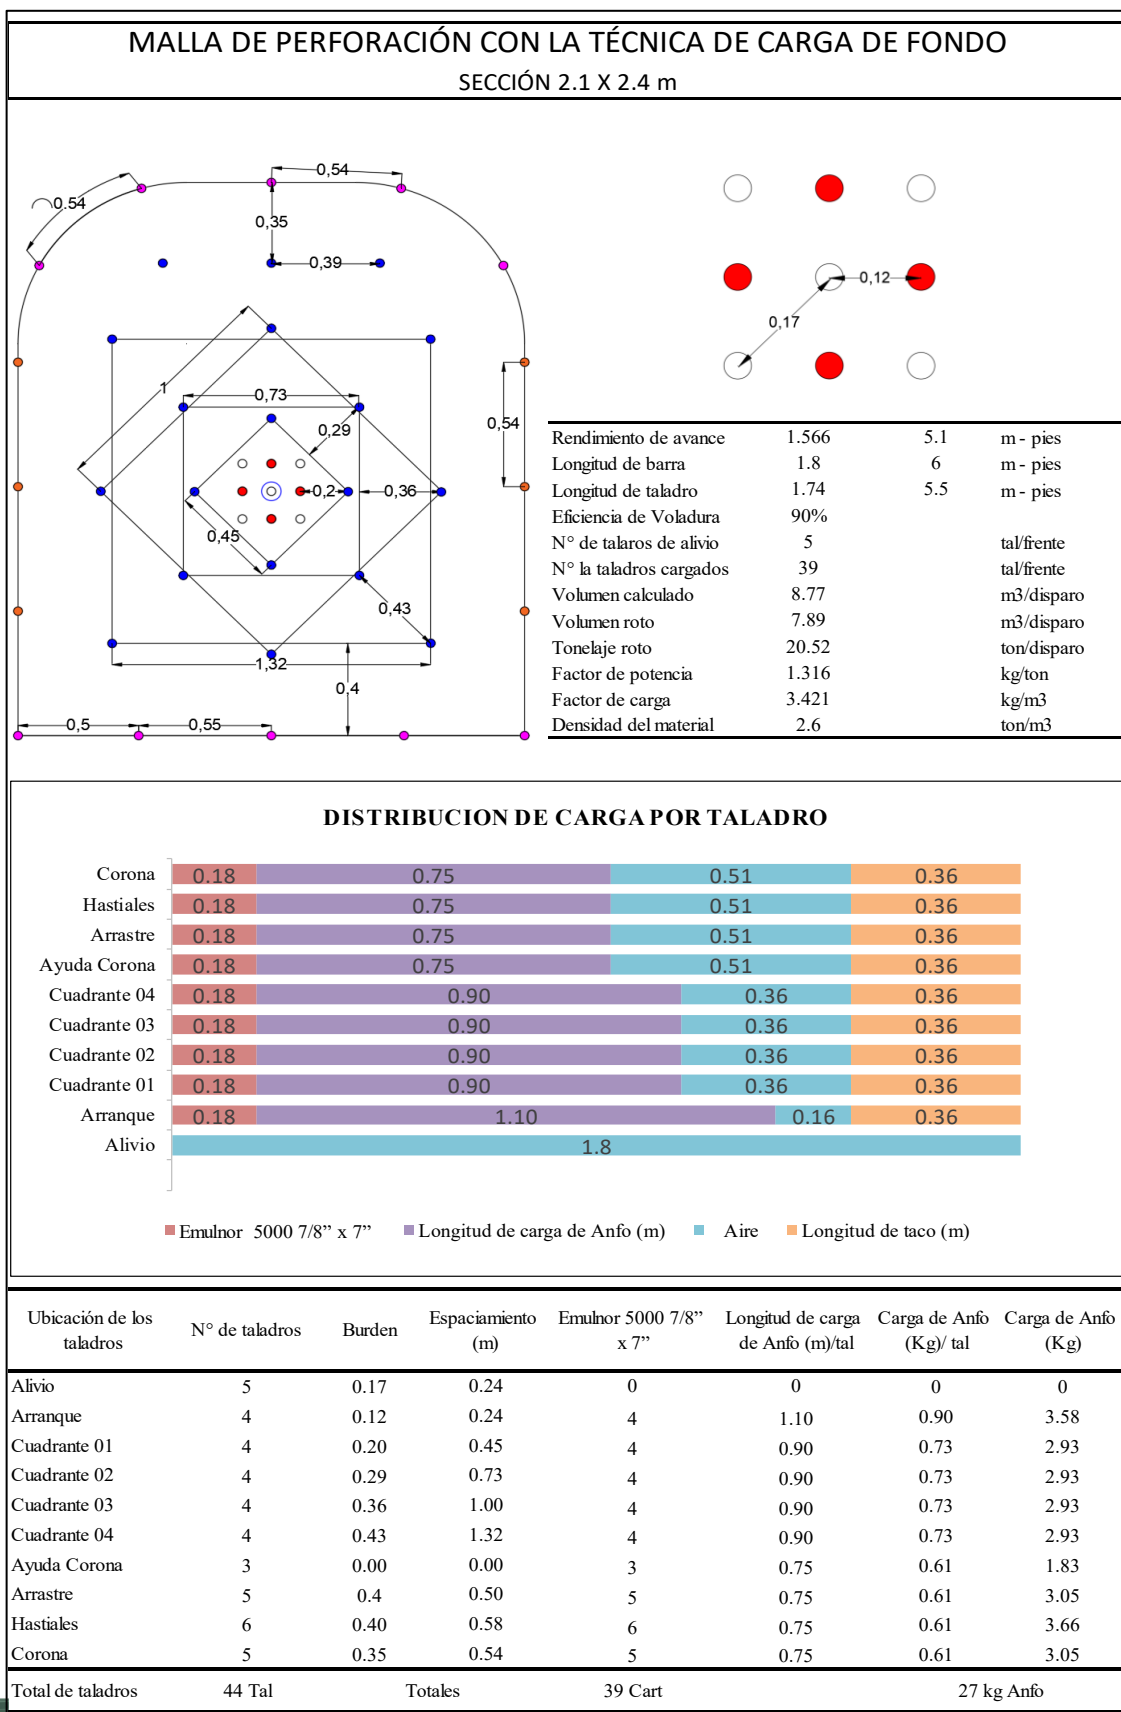 MALLA DE PERFORACIÓN CON LA TÉCNICA DE CARGA DE FONDO
SECCIÓN 2.1 X 2.4 m
0.54
0,54
0,35
0,39
1
0,73
0,29
0,54
0,2
0,36
0,45
0,43
1,32
0.4
0,5
0,55
0,12
0,17
Rendimiento de avance 1.566 5.1 m - pies
Longitud de barra 1.8 6 m - pies
Longitud de taladro 1.74 5.5 m - pies
Eficiencia de Voladura 90%
N° de talaros de alivio 5 tal/frente
N° la taladros cargados 39 tal/frente
Volumen calculado 8.77 m3/disparo
Volumen roto 7.89 m3/disparo
Tonelaje roto 20.52 ton/disparo
Factor de potencia 1.316 kg/ton
Factor de carga 3.421 kg/m3
Densidad del material 2.6 ton/m3
DISTRIBUCION DE CARGA POR TALADRO
Corona 0.18 0.75 0.51 0.36
Hastiales 0.18 0.75 0.51 0.36
Arrastre 0.18 0.75 0.51 0.36
Ayuda Corona 0.18 0.75 0.51 0.36
Cuadrante 04 0.18 0.90 0.36 0.36
Cuadrante 03 0.18 0.90 0.36 0.36
Cuadrante 02 0.18 0.90 0.36 0.36
Cuadrante 01 0.18 0.90 0.36 0.36
Arranque 0.18 1.10 0.16 0.36
Alivio 1.8
Emulnor 5000 7/8” x 7” Longitud de carga de Anfo (m) Aire Longitud de taco (m)
Ubicación de los taladros N° de taladros Burden Espaciamiento (m) Emulnor 5000 7/8” x 7” Longitud de carga de Anfo (m)/tal Carga de Anfo (Kg)/ tal Carga de Anfo (Kg)
Alivio 5 0.17 0.24 0 0 0 0
Arranque 4 0.12 0.24 4 1.10 0.90 3.58
Cuadrante 01 4 0.20 0.45 4 0.90 0.73 2.93
Cuadrante 02 4 0.29 0.73 4 0.90 0.73 2.93
Cuadrante 03 4 0.36 1.00 4 0.90 0.73 2.93
Cuadrante 04 4 0.43 1.32 4 0.90 0.73 2.93
Ayuda Corona 3 0.00 0.00 3 0.75 0.61 1.83
Arrastre 5 0.4 0.50 5 0.75 0.61 3.05
Hastiales 6 0.40 0.58 6 0.75 0.61 3.66
Corona 5 0.35 0.54 5 0.75 0.61 3.05
Total de taladros 44 Tal Totales 39 Cart 27 kg Anfo